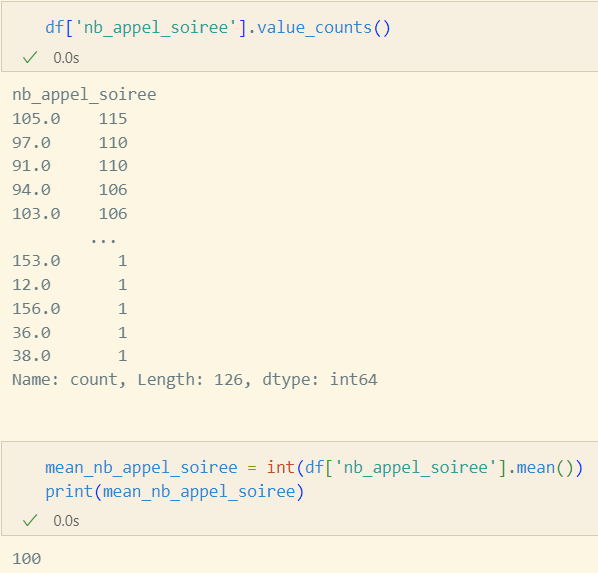 df['nb_appel_soiree'].value_counts()
0.0s
nb_appel_soiree
105.0    115
97.0     110
91.0     110
94.0     106
103.0    106
        ...
153.0      1
12.0       1
156.0      1
36.0       1
38.0       1
Name: count, Length: 126, dtype: int64
mean_nb_appel_soiree = int(df['nb_appel_soiree'].mean())
print(mean_nb_appel_soiree)
0.0s
100